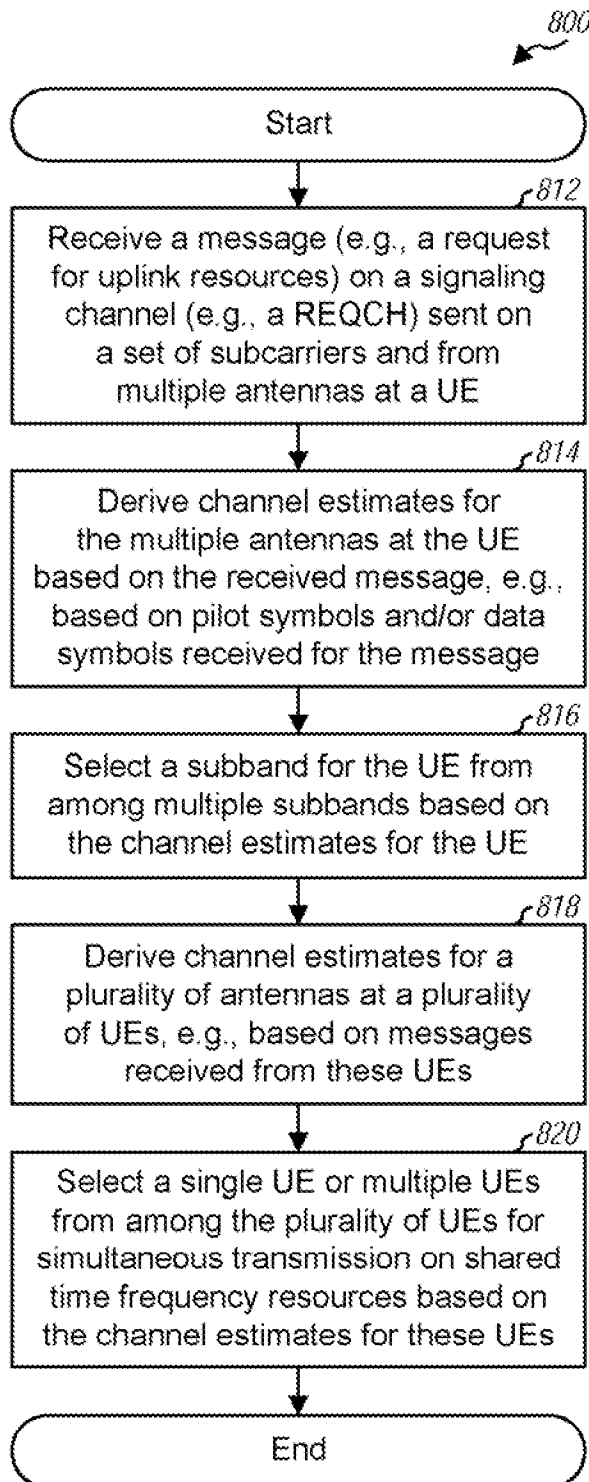 800
Start
812
Receive a message (e.g., a request
for uplink resources) on a signaling
channel (e.g., a REQCH) sent on
a set of subcarriers and from
multiple antennas at a UE
814
Derive channel estimates for
the multiple antennas at the UE
based on the received message, e.g.,
based on pilot symbols and/or data
symbols received for the message
816
Select a subband for the UE from
among multiple subbands based on
the channel estimates for the UE
818
Derive channel estimates for a
plurality of antennas at a plurality
of UEs, e.g., based on messages
received from these UEs
820
Select a single UE or multiple UEs
from among the plurality of UEs for
simultaneous transmission on shared
time frequency resources based on
the channel estimates for these UEs
End